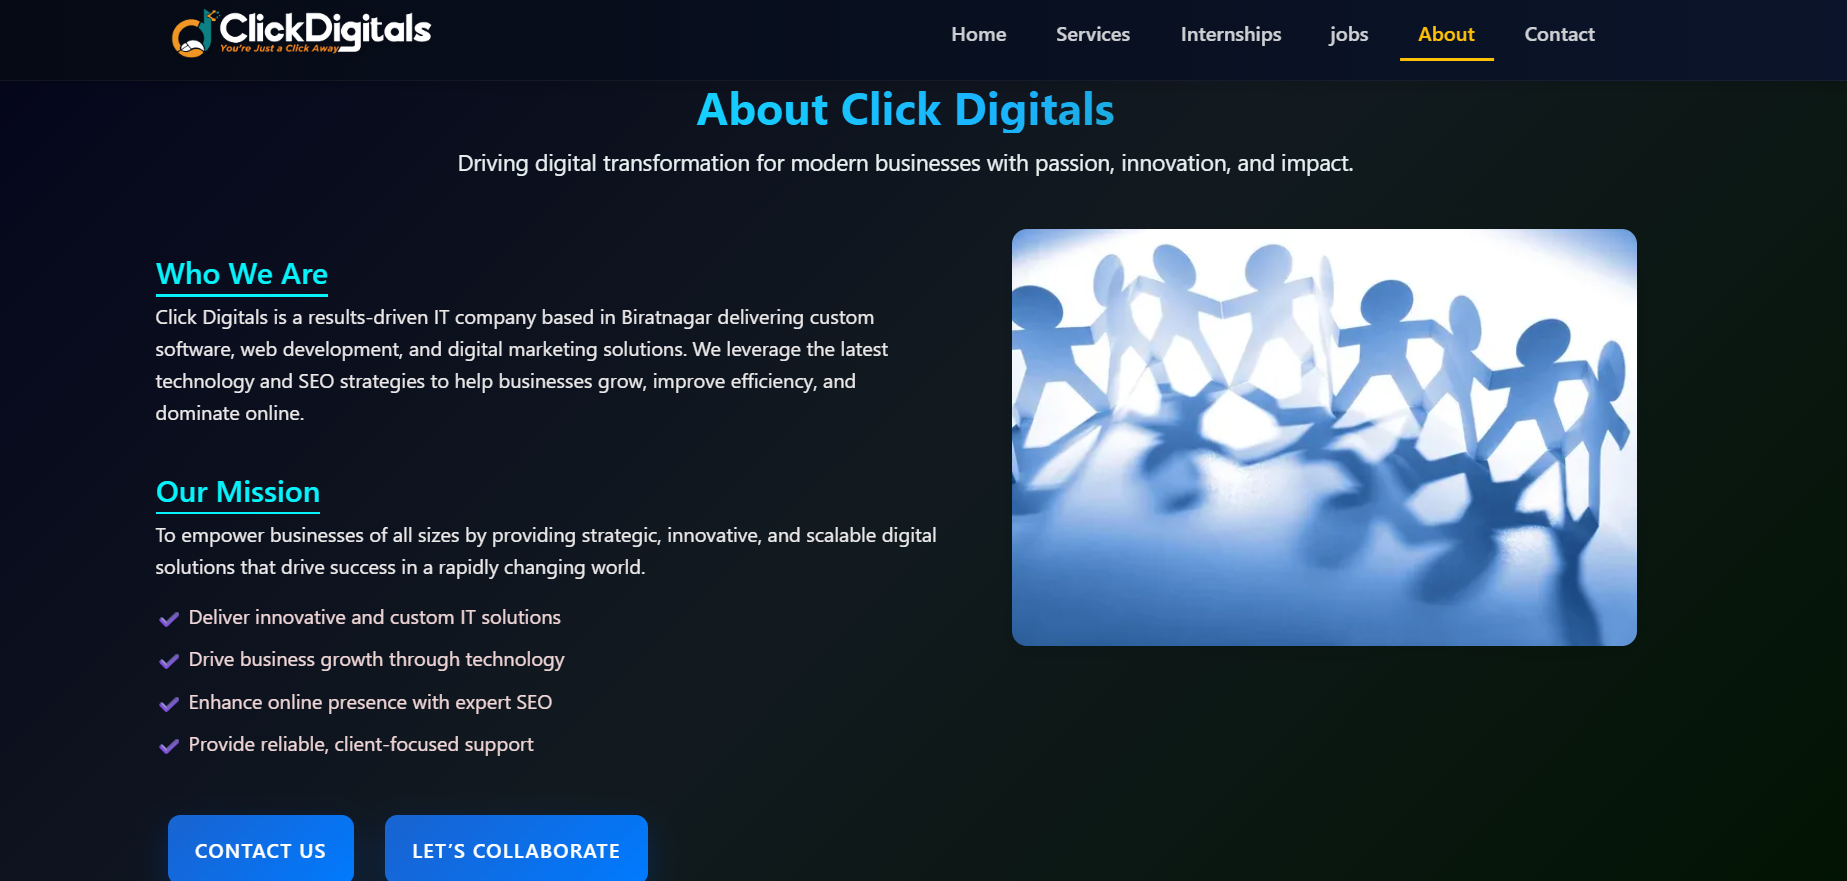 ClickDigitals
You're Just a Click Away
Home Services Internships jobs About Contact
About Click Digitals
Driving digital transformation for modern businesses with passion, innovation, and impact.
Who We Are
Click Digitals is a results-driven IT company based in Biratnagar delivering custom
software, web development, and digital marketing solutions. We leverage the latest
technology and SEO strategies to help businesses grow, improve efficiency, and
dominate online.
Our Mission
To empower businesses of all sizes by providing strategic, innovative, and scalable digital
solutions that drive success in a rapidly changing world.
Deliver innovative and custom IT solutions
Drive business growth through technology
Enhance online presence with expert SEO
Provide reliable, client-focused support
CONTACT US LET’S COLLABORATE